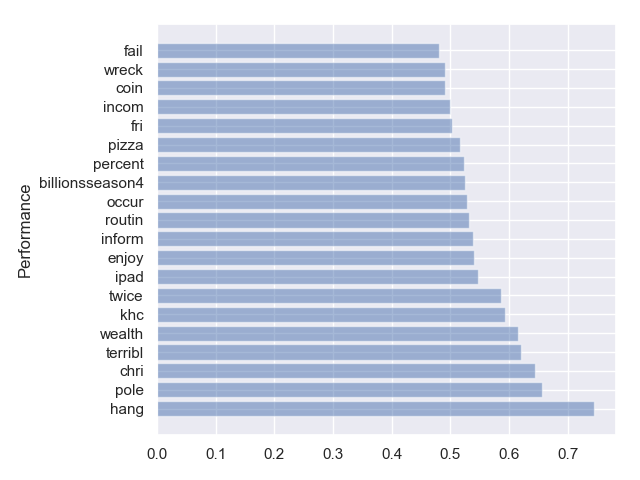 fail
wreck
coin
incom
fri
pizza
percent
billionsseason4
occur
routin
inform
enjoy
ipad
twice
khc
wealth
terribl
chri
pole
hang
Performance
0.0 0.1 0.2 0.3 0.4 0.5 0.6 0.7